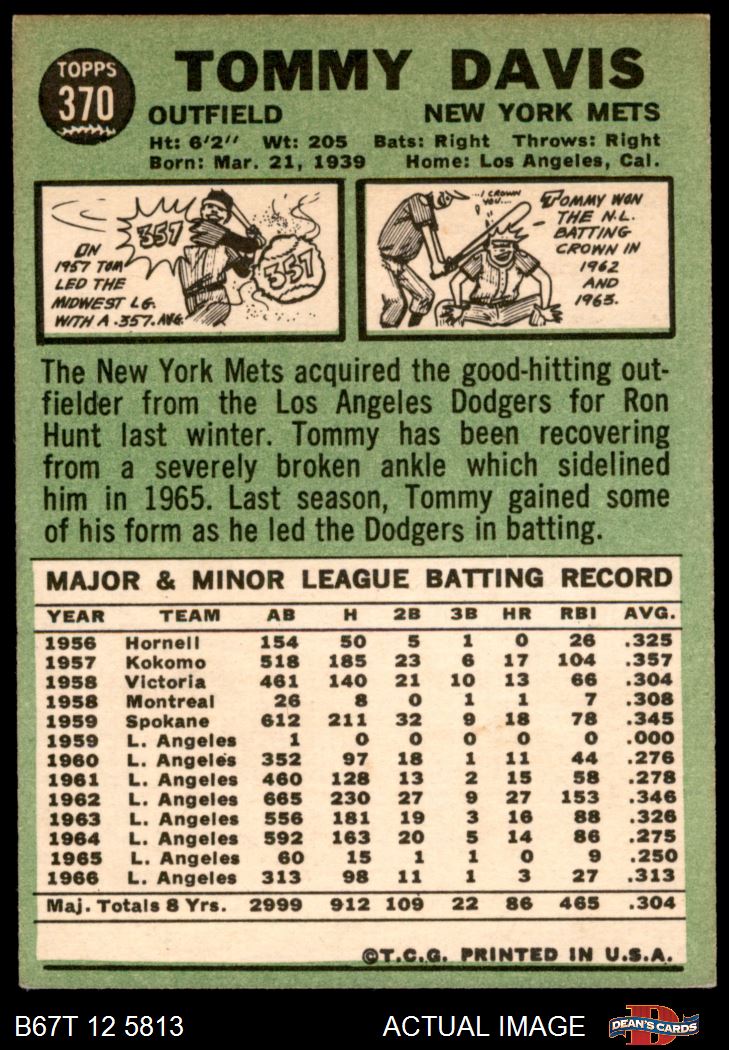 TOPPS
370
TOMMY DAVIS
OUTFIELD NEW YORK METS
Ht: 6'2" Wt: 205 Bats: Right Throws: Right
Born: Mar. 21, 1939 Home: Los Angeles, Cal.
357
ON
1957 TOM
LED THE
MIDWEST LG.
WITH A .357. AVG.
357
...I CROWN
YOU...
TOMMY WON
THE N.L.
BATTING
CROWN IN
1962
AND
1963.
The New York Mets acquired the good-hitting out-
fielder from the Los Angeles Dodgers for Ron
Hunt last winter. Tommy has been recovering
from a severely broken ankle which sidelined
him in 1965. Last season, Tommy gained some
of his form as he led the Dodgers in batting.
MAJOR & MINOR LEAGUE BATTING RECORD
YEAR TEAM AB H 2B 3B HR RBI AVG.
1956 Hornell 154 50 5 1 0 26 .325
1957 Kokomo 518 185 23 6 17 104 .357
1958 Victoria 461 140 21 10 13 66 .304
1958 Montreal 26 8 0 1 1 7 .308
1959 Spokane 612 211 32 9 18 78 .345
1959 L. Angeles 1 0 0 0 0 0 .000
1960 L. Angeles 352 97 18 1 11 44 .276
1961 L. Angeles 460 128 13 2 15 58 .278
1962 L. Angeles 665 230 27 9 27 153 .346
1963 L. Angeles 556 181 19 3 16 88 .326
1964 L. Angeles 592 163 20 5 14 86 .275
1965 L. Angeles 60 15 1 1 0 9 .250
1966 L. Angeles 313 98 11 1 3 27 .313
Maj. Totals 8 Yrs. 2999 912 109 22 86 465 .304
©T.C.G. PRINTED IN U.S.A.
B67T 12 5813 ACTUAL IMAGE
D
DEAN'S CARDS